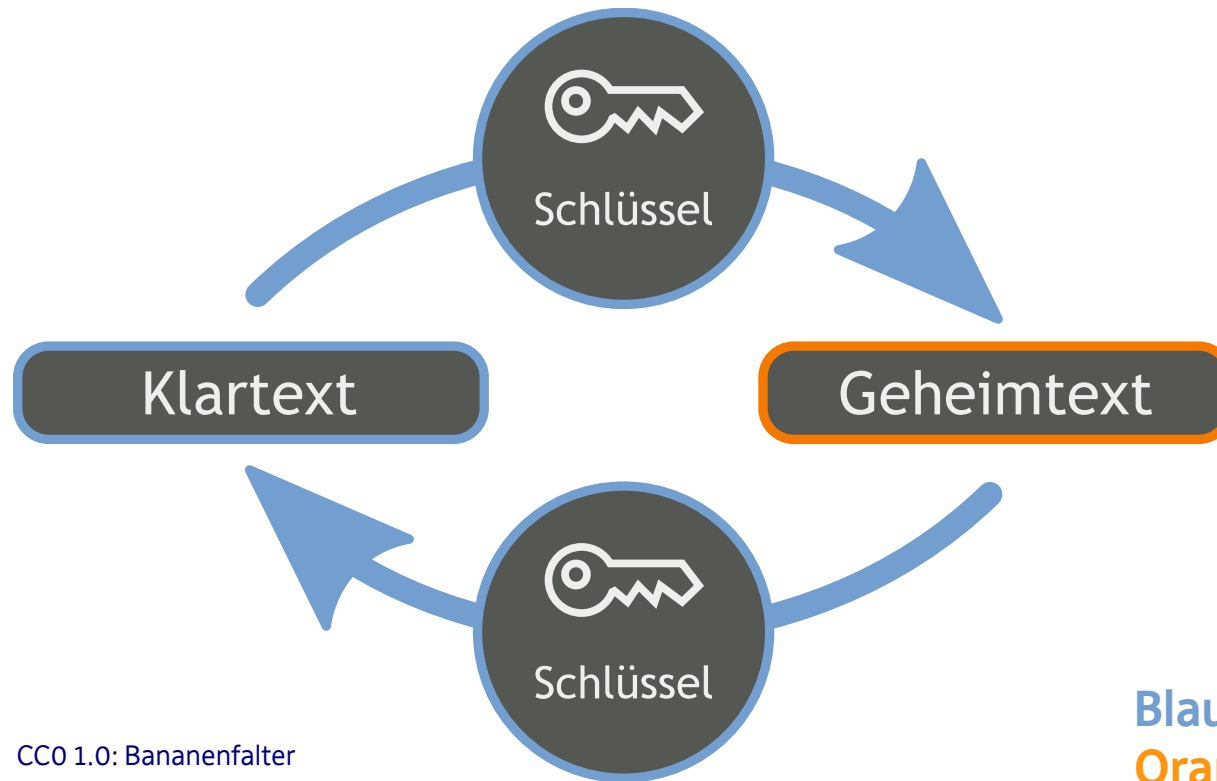 Schlüssel
Klartext
Geheimtext
Schlüssel
Blau
CC0 1.0: Bananenfalter